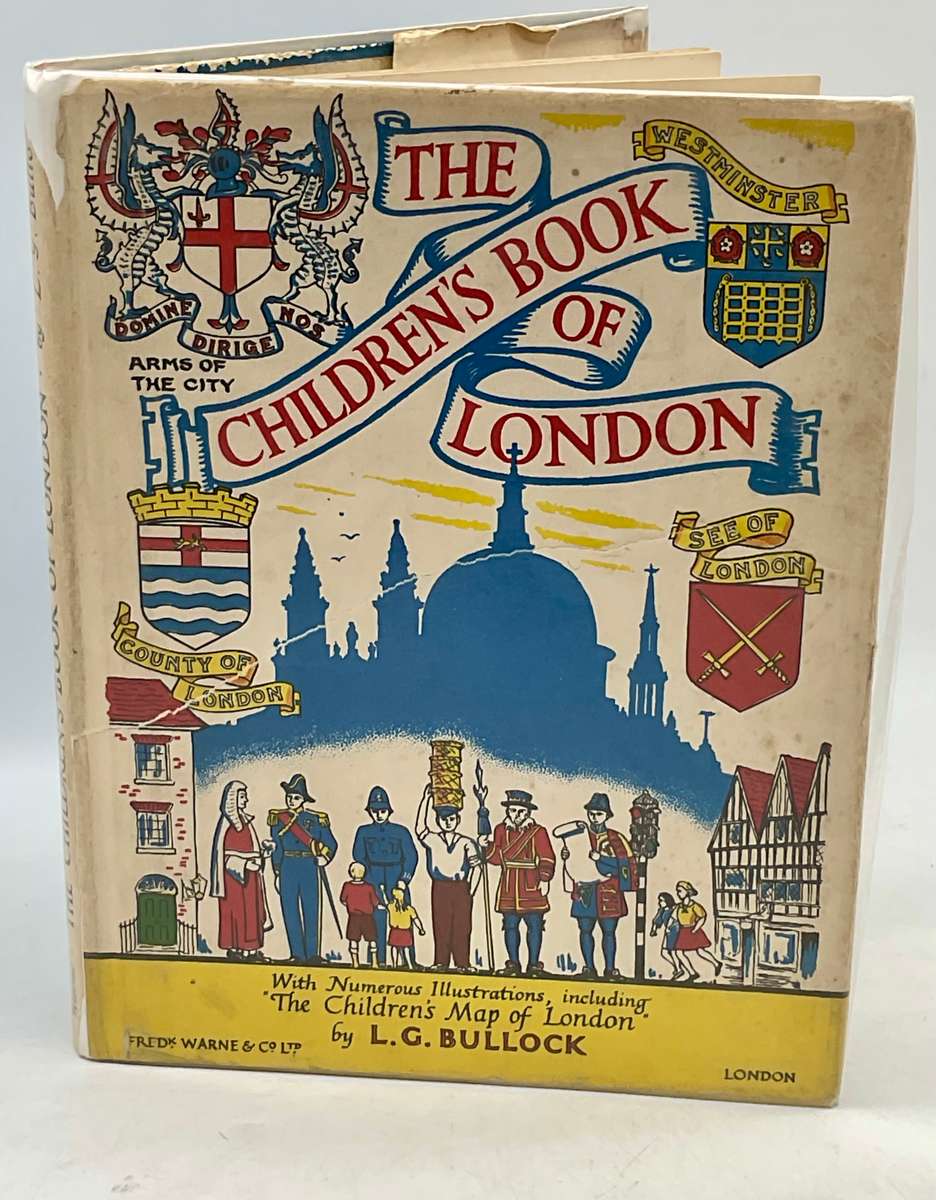 THE
CHILDREN'S BOOK
OF
LONDON
WESTMINSTER
DOMINE DIRIGE NOS
ARMS OF
THE CITY
COUNTY OF
LONDON
SEE OF
LONDON
With Numerous Illustrations, including
"The Children's Map of London"
by L.G. BULLOCK
FREDK. WARNE & CO LTD
LONDON
THE CHILDREN'S BOOK OF LONDON